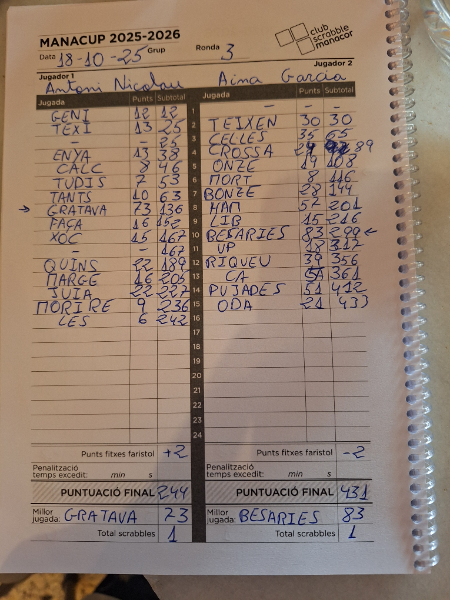 MANACUP 2025-2026
club scrabble manacor
Data 18-10-25 Grup Ronda 3
Jugador 1 Jugador 2
Antoni Nicolau Aina Garcia
Jugada Punts Subtotal Jugada Punts Subtotal
GENÍ 12 12 1 - -
TEXI 13 25 2 TEIXEN 30 30
- - 25 3 CELLES 35 65
ENYA 13 38 4 CROSSA 24 89
CALC 8 46 5 ONZE 19 108
TUDIS 7 53 6 MORT 8 116
TANTS 10 63 7 BONZE 28 144
→ GRATAVA 73 136 8 HAM 57 201
FAÇA 16 152 9 LIB 15 216
XOC 15 167 10 BESARIES 83 299 ←
- - 167 11 UP 18 317
QUINS 22 189 12 RIQUEU 39 356
MARGE 16 205 13 CA 5 361
SUIA 22 227 14 PUJADES 51 412
MORIRE 9 236 15 ODA 21 433
LES 6 242 16
17
18
19
20
21
22
23
24
Punts fitxes faristol +2 Punts fitxes faristol -2
Penalització temps excedit: min s Penalització temps excedit: min s
PUNTUACIÓ FINAL 244 PUNTUACIÓ FINAL 431
Millor jugada: GRATAVA 73 Millor jugada: BESARIES 83
Total scrabbles 1 Total scrabbles 1